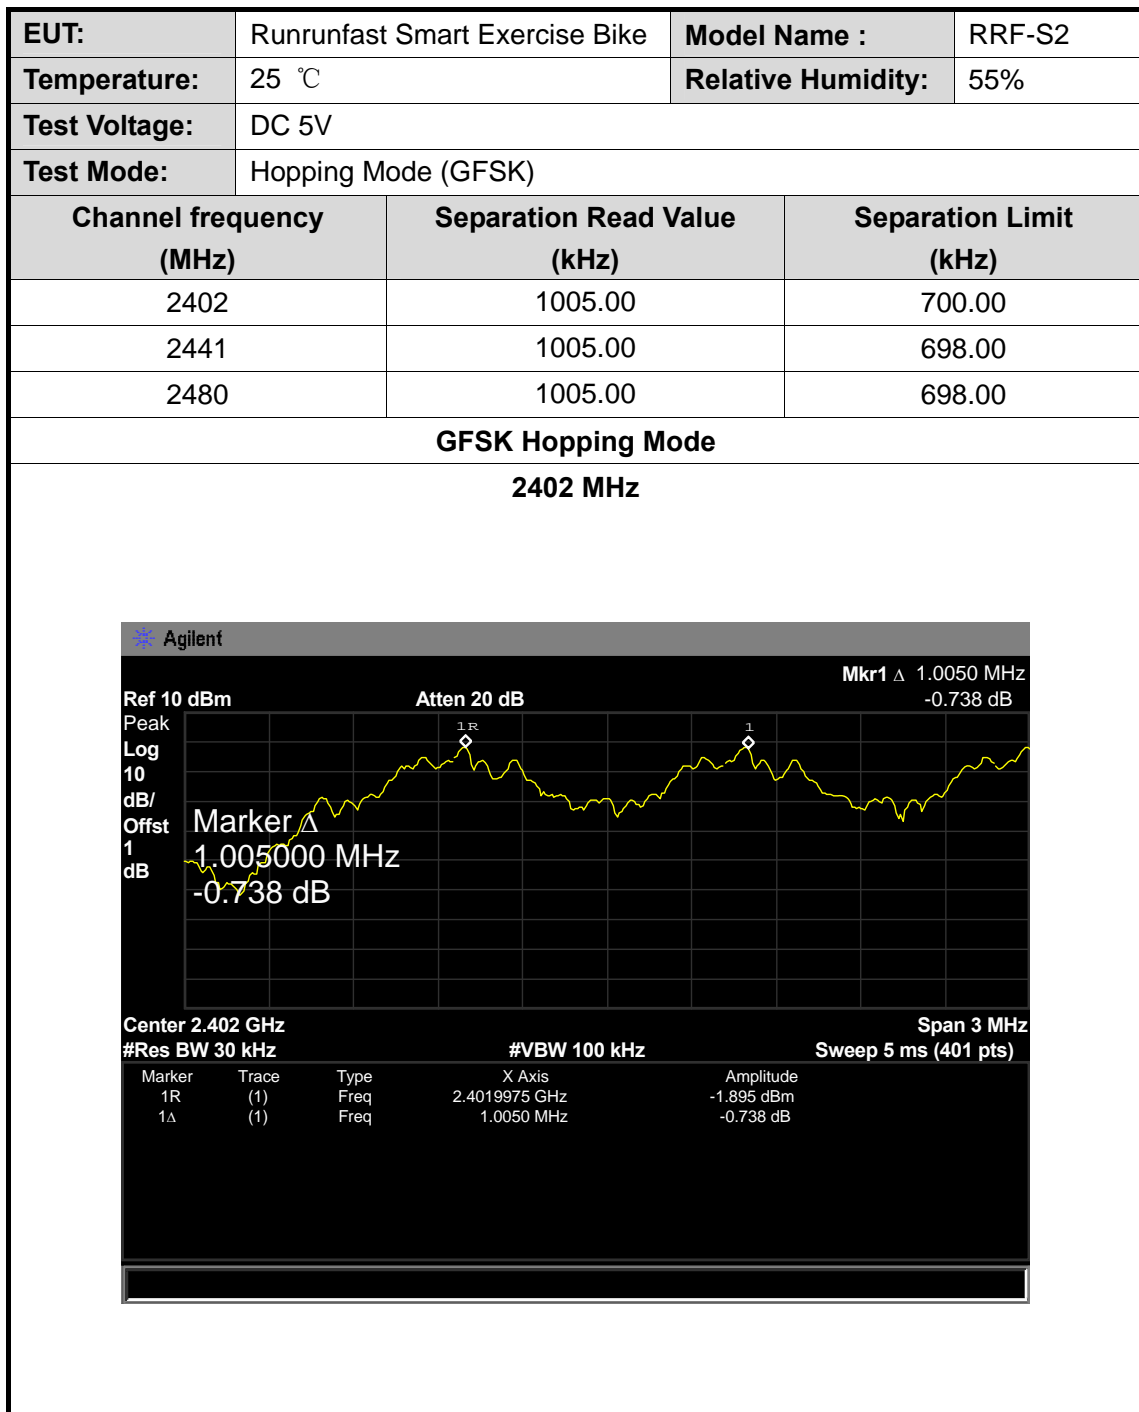 EUT: Runrunfast Smart Exercise Bike Model Name : RRF-S2
Temperature: 25 ℃ Relative Humidity: 55%
Test Voltage: DC 5V
Test Mode: Hopping Mode (GFSK)
Channel frequency (MHz) Separation Read Value (kHz) Separation Limit (kHz)
2402 1005.00 700.00
2441 1005.00 698.00
2480 1005.00 698.00
GFSK Hopping Mode
2402 MHz
Agilent
Mkr1 Δ 1.0050 MHz
Ref 10 dBm Atten 20 dB -0.738 dB
Peak
Log
10
dB/
Offst
1
dB
1R 1
Marker Δ
1.005000 MHz
-0.738 dB
Center 2.402 GHz Span 3 MHz
#Res BW 30 kHz #VBW 100 kHz Sweep 5 ms (401 pts)
Marker Trace Type X Axis Amplitude
1R (1) Freq 2.4019975 GHz -1.895 dBm
1Δ (1) Freq 1.0050 MHz -0.738 dB